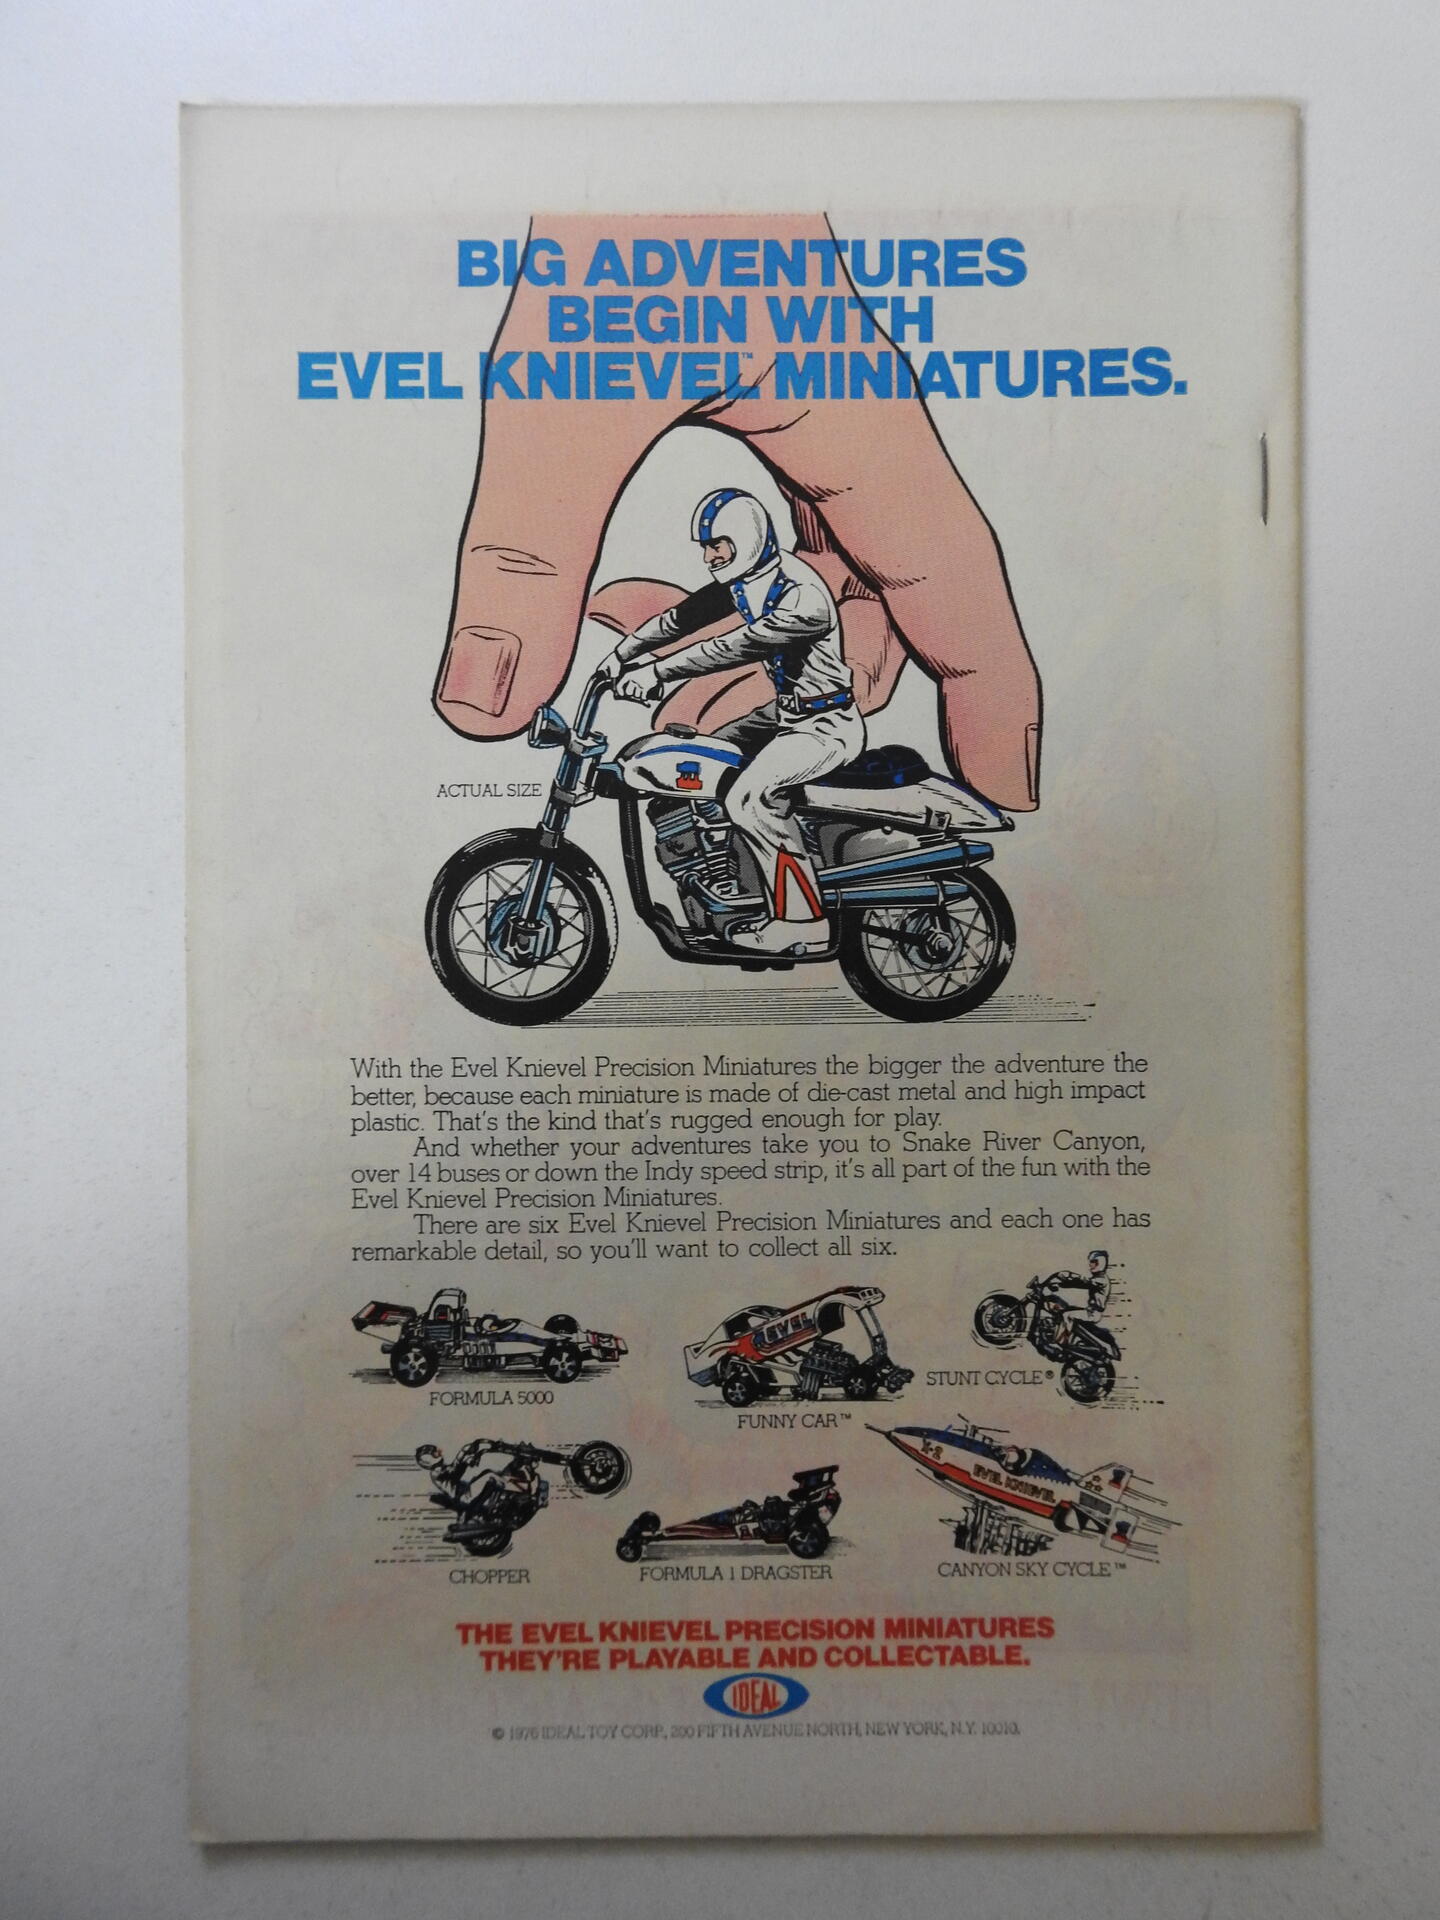 BIG ADVENTURES
BEGIN WITH
EVEL KNIEVEL™ MINIATURES.
ACTUAL SIZE
With the Evel Knievel Precision Miniatures the bigger the adventure the
better, because each miniature is made of die-cast metal and high impact
plastic. That's the kind that's rugged enough for play.
And whether your adventures take you to Snake River Canyon,
over 14 buses or down the Indy speed strip, it's all part of the fun with the
Evel Knievel Precision Miniatures.
There are six Evel Knievel Precision Miniatures and each one has
remarkable detail, so you'll want to collect all six.
EVEL
FORMULA 5000
FUNNY CAR™
STUNT CYCLE®
X-2
EVEL KNIEVEL
CHOPPER
FORMULA 1 DRAGSTER
CANYON SKY CYCLE™
THE EVEL KNIEVEL PRECISION MINIATURES
THEY'RE PLAYABLE AND COLLECTABLE.
IDEAL
© 1976 IDEAL TOY CORP., 200 FIFTH AVENUE NORTH, NEW YORK, N.Y. 10010.